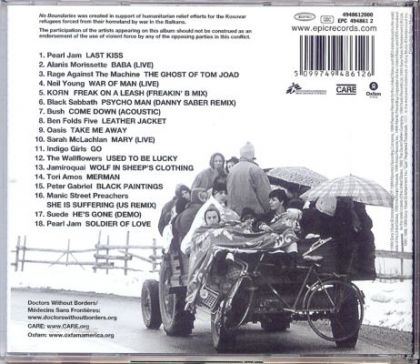 No Boundaries was created in support of humanitarian relief efforts for the Kosovar
refugees forced from their homeland by war in the Balkans.
The participation of the artists appearing on this album should not be construed as an
endorsement of the use of violent force by any of the opposing parties in this conflict.
4948612000
EPC 494861 2
www.epicrecords.com
5 099749 486126
CARE
Oxfam
1. Pearl Jam LAST KISS
2. Alanis Morissette BABA (LIVE)
3. Rage Against The Machine THE GHOST OF TOM JOAD
4. Neil Young WAR OF MAN (LIVE)
5. KORN FREAK ON A LEASH (FREAKIN' B MIX)
6. Black Sabbath PSYCHO MAN (DANNY SABER REMIX)
7. Bush COME DOWN (ACOUSTIC)
8. Ben Folds Five LEATHER JACKET
9. Oasis TAKE ME AWAY
10. Sarah McLachlan MARY (LIVE)
11. Indigo Girls GO
12. The Wallflowers USED TO BE LUCKY
13. Jamiroquai WOLF IN SHEEP'S CLOTHING
14. Tori Amos MERMAN
15. Peter Gabriel BLACK PAINTINGS
16. Manic Street Preachers
SHE IS SUFFERING (US REMIX)
17. Suede HE'S GONE (DEMO)
18. Pearl Jam SOLDIER OF LOVE
Doctors Without Borders/
Médecins Sans Frontières:
www.doctorswithoutborders.org
CARE: www.CARE.org
Oxfam: www.oxfamamerica.org